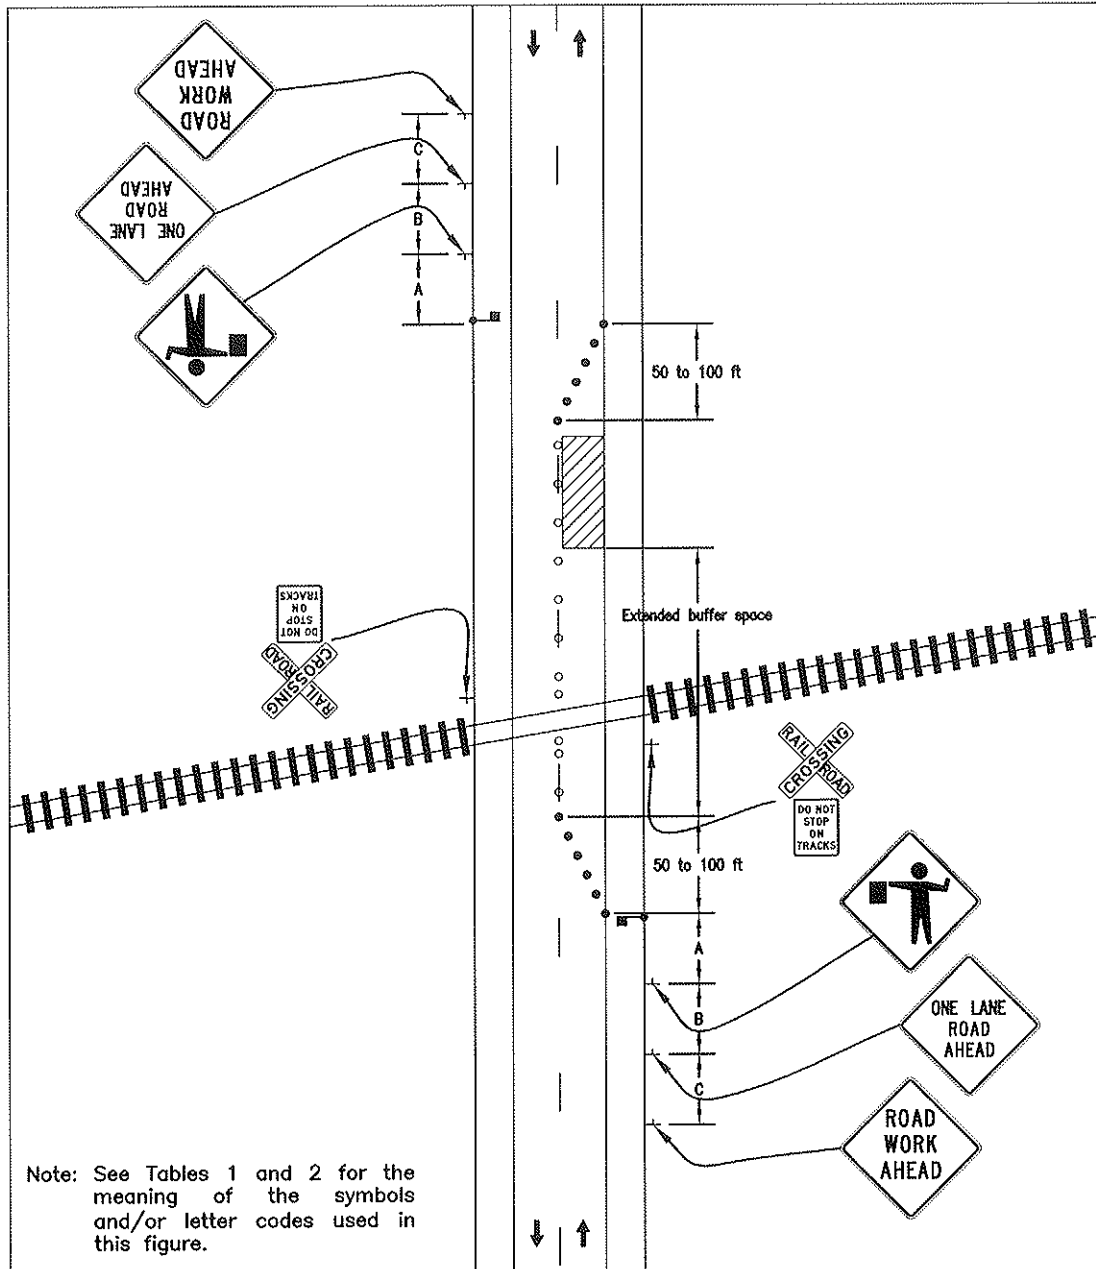 ROAD
WORK
AHEAD
ONE LANE
ROAD
AHEAD
C
B
A
50 to 100 ft
Extended buffer space
DO NOT
STOP
ON
TRACKS
RAIL ROAD
CROSSING
RAIL ROAD
CROSSING
DO NOT
STOP
ON
TRACKS
50 to 100 ft
A
B
C
ONE LANE
ROAD
AHEAD
ROAD
WORK
AHEAD
Note: See Tables 1 and 2 for the
meaning of the symbols
and/or letter codes used in
this figure.